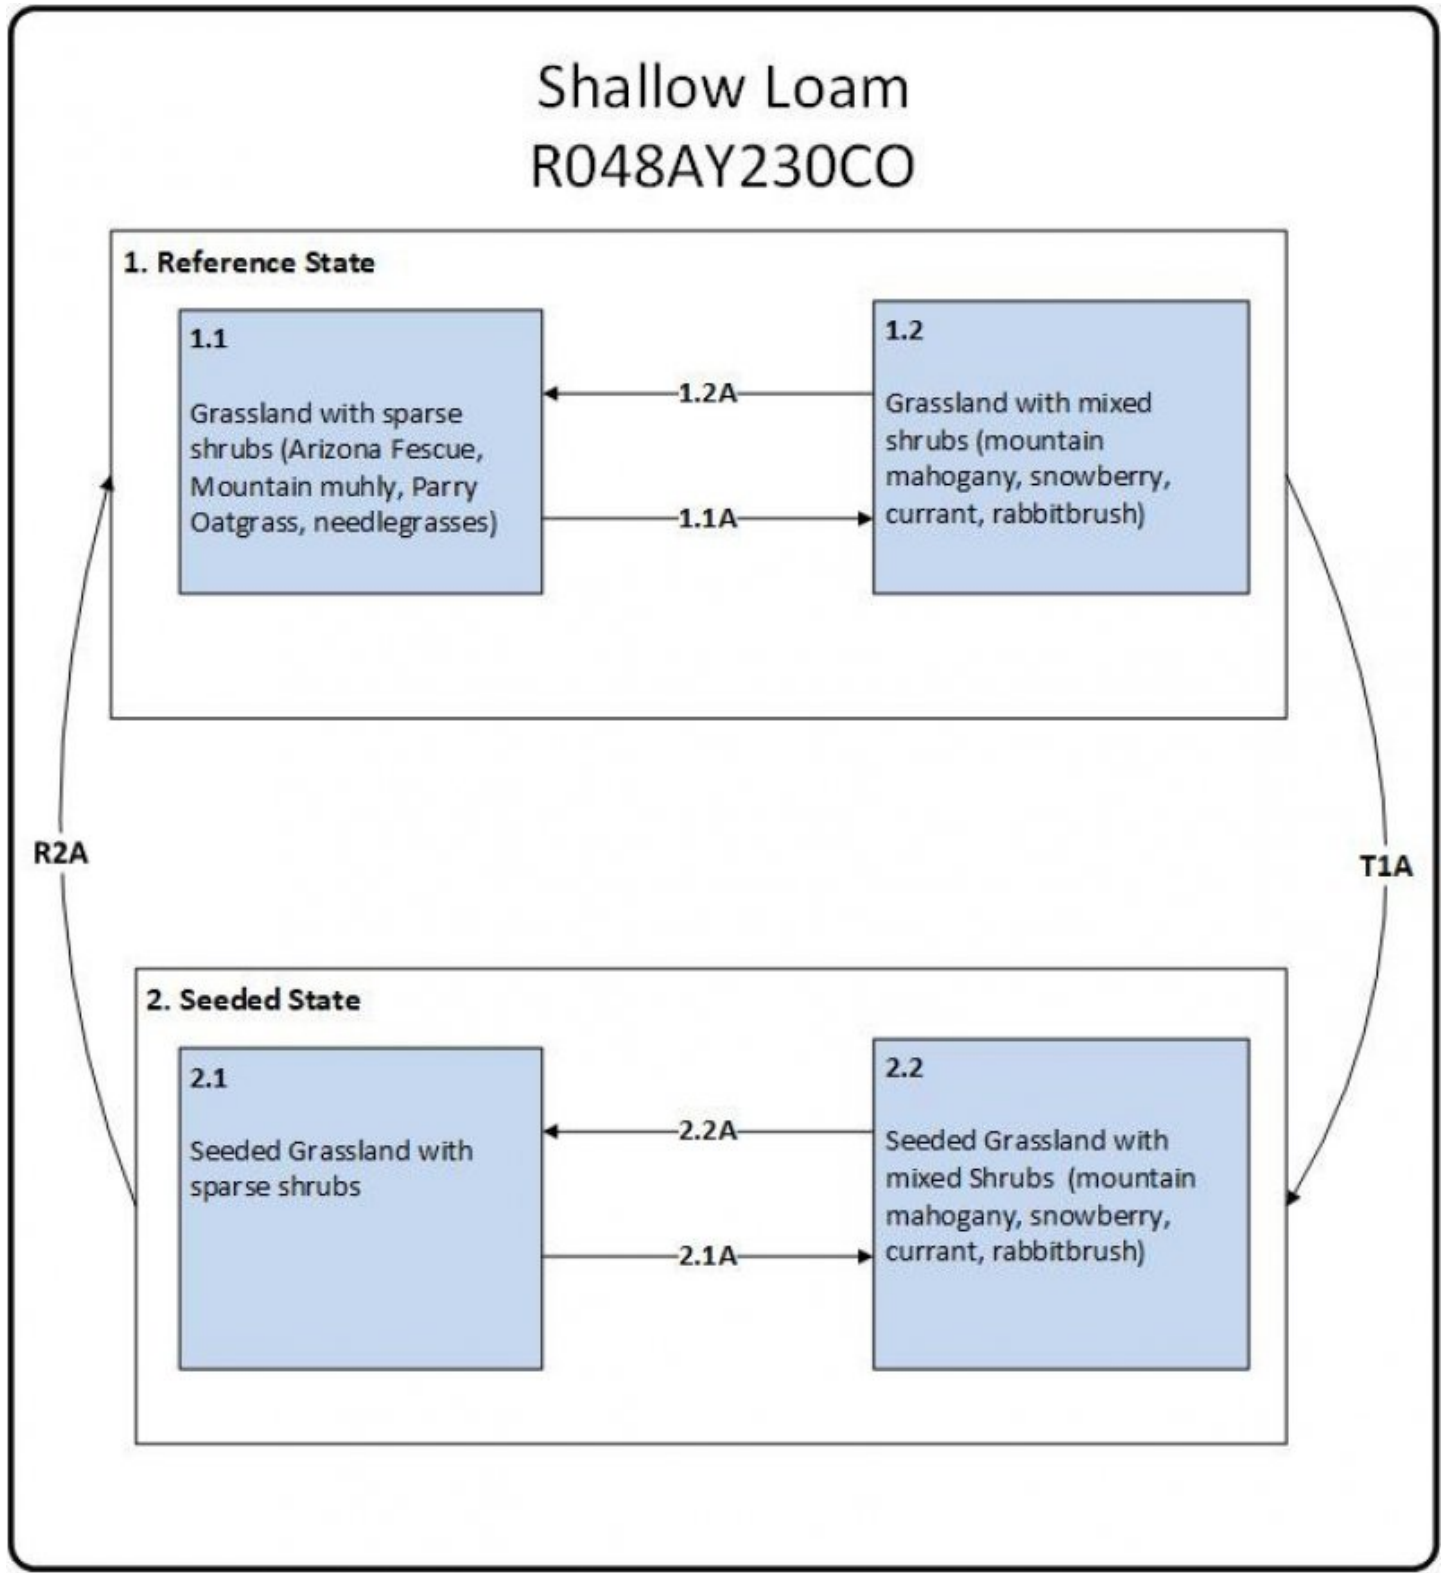 Shallow Loam
R048AY230CO
1. Reference State
1.1
Grassland with sparse
shrubs (Arizona Fescue,
Mountain muhly, Parry
Oatgrass, needlegrasses)
1.2A
1.1A
1.2
Grassland with mixed
shrubs (mountain
mahogany, snowberry,
currant, rabbitbrush)
R2A
T1A
2. Seeded State
2.1
Seeded Grassland with
sparse shrubs
2.2A
2.1A
2.2
Seeded Grassland with
mixed Shrubs (mountain
mahogany, snowberry,
currant, rabbitbrush)